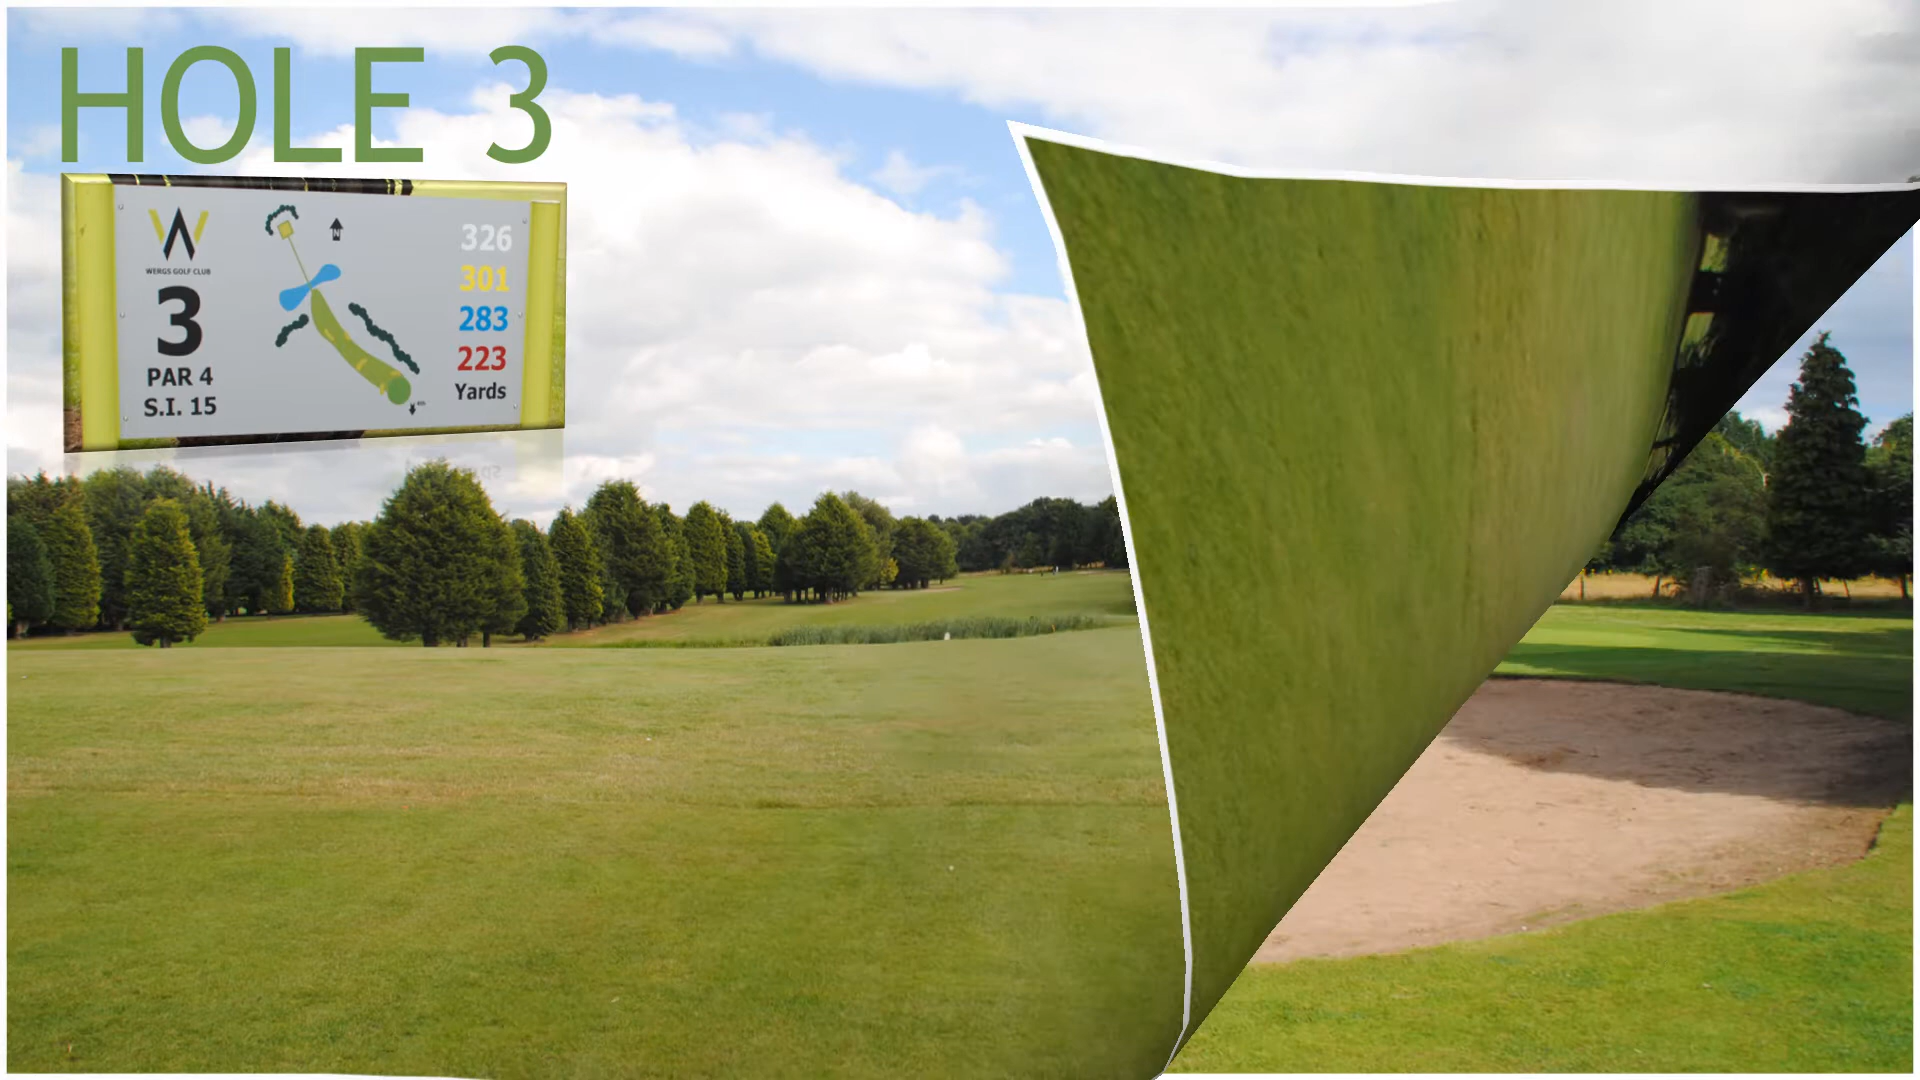 HOLE 3
WERGS GOLF CLUB
3
PAR 4
S.I. 15
N
326
301
283
223
Yards